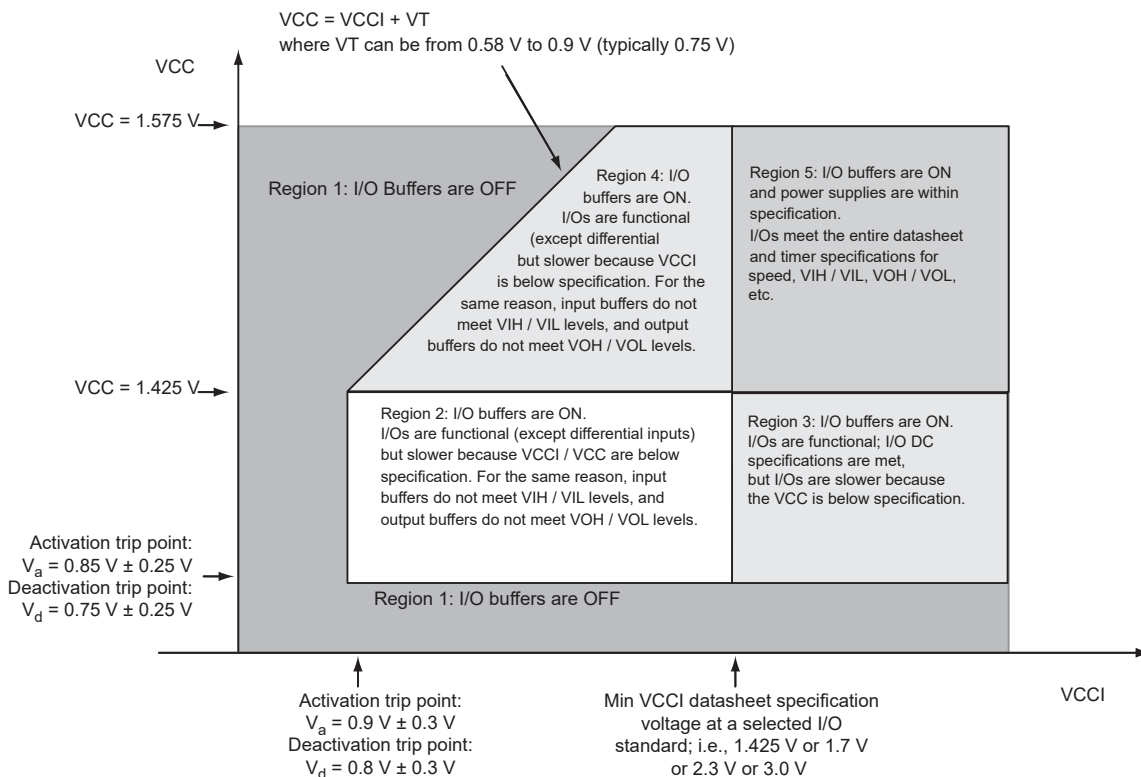 VCC = VCCI + VT
where VT can be from 0.58 V to 0.9 V (typically 0.75 V)
VCC
VCC = 1.575 V
Region 1: I/O Buffers are OFF
Region 4: I/O
buffers are ON.
I/Os are functional
(except differential
but slower because VCCI
is below specification. For the
same reason, input buffers do not
meet VIH / VIL levels, and output
buffers do not meet VOH / VOL levels.
Region 5: I/O buffers are ON
and power supplies are within
specification.
I/Os meet the entire datasheet
and timer specifications for
speed, VIH / VIL, VOH / VOL,
etc.
VCC = 1.425 V
Region 2: I/O buffers are ON.
I/Os are functional (except differential inputs)
but slower because VCCI / VCC are below
specification. For the same reason, input
buffers do not meet VIH / VIL levels, and
output buffers do not meet VOH / VOL levels.
Region 3: I/O buffers are ON.
I/Os are functional; I/O DC
specifications are met,
but I/Os are slower because
the VCC is below specification.
Activation trip point:
Va = 0.85 V ± 0.25 V
Deactivation trip point:
Vd = 0.75 V ± 0.25 V
Region 1: I/O buffers are OFF
VCCI
Activation trip point:
Va = 0.9 V ± 0.3 V
Deactivation trip point:
Vd = 0.8 V ± 0.3 V
Min VCCI datasheet specification
voltage at a selected I/O
standard; i.e., 1.425 V or 1.7 V
or 2.3 V or 3.0 V